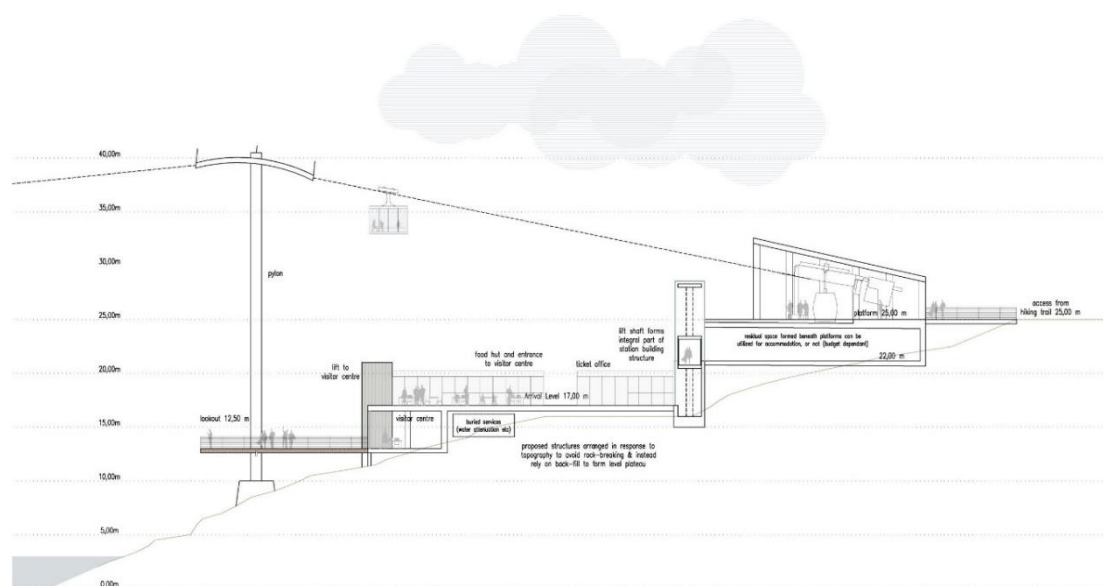 40,00m
35,00m
30,00m
25,00m
20,00m
15,00m
10,00m
5,00m
0,00m
pylon
lookout 12,50 m
lift to
visitor centre
food hut and entrance
to visitor centre
ticket office
Arrival Level 17,00 m
visitor centre
buried services
(water attenuation etc)
proposed structures arranged in response to
topography to avoid rock-breaking & instead
rely on back-fill to form level plateau
lift shaft forms
integral part of
station building
structure
platform 25,00 m
residual space formed beneath platforms can be
utilized for accommodation, or not (budget dependent)
22,00 m
access from
hiking trail 25,00 m